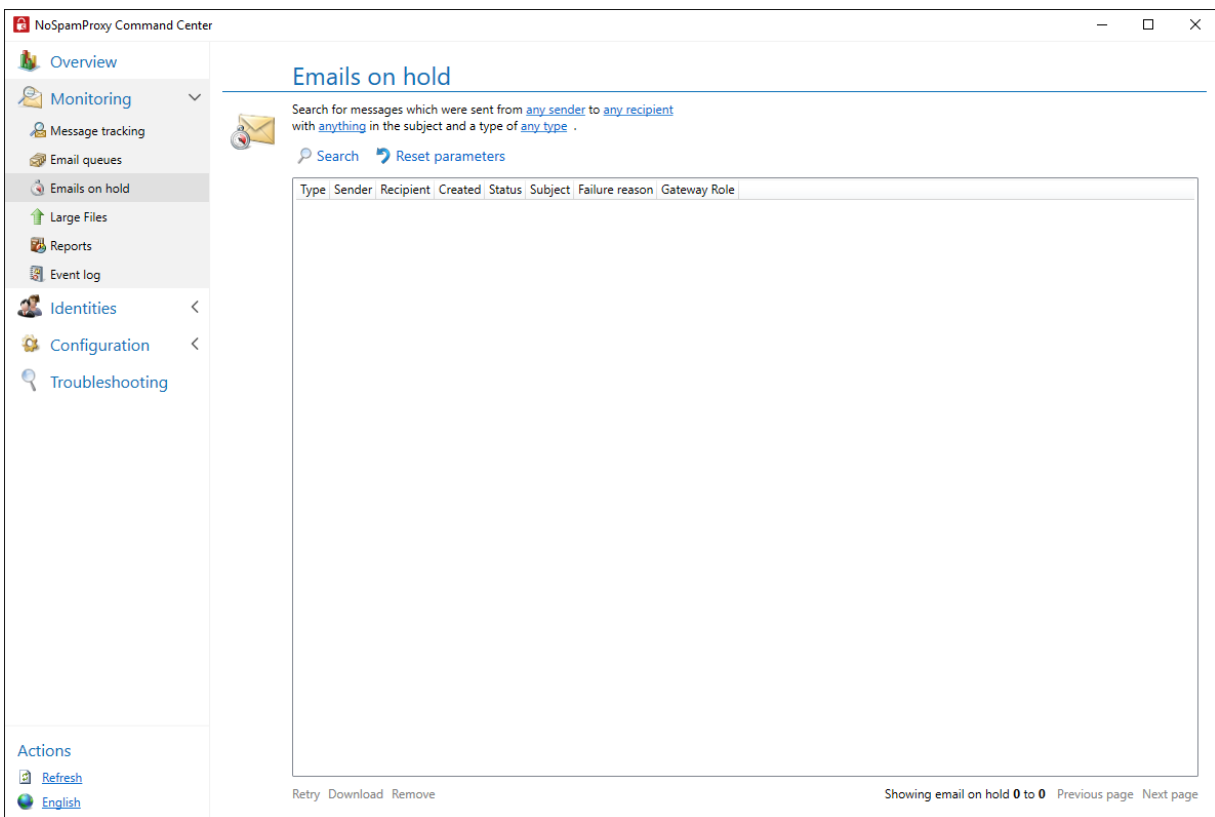 NoSpamProxy Command Center
Overview
Monitoring
Message tracking
Email queues
Emails on hold
Large Files
Reports
Event log
Identities
Configuration
Troubleshooting
Actions
Refresh
English
Emails on hold
Search for messages which were sent from any sender to any recipient
with anything in the subject and a type of any type .
Search Reset parameters
Type Sender Recipient Created Status Subject Failure reason Gateway Role
Retry Download Remove
Showing email on hold 0 to 0 Previous page Next page